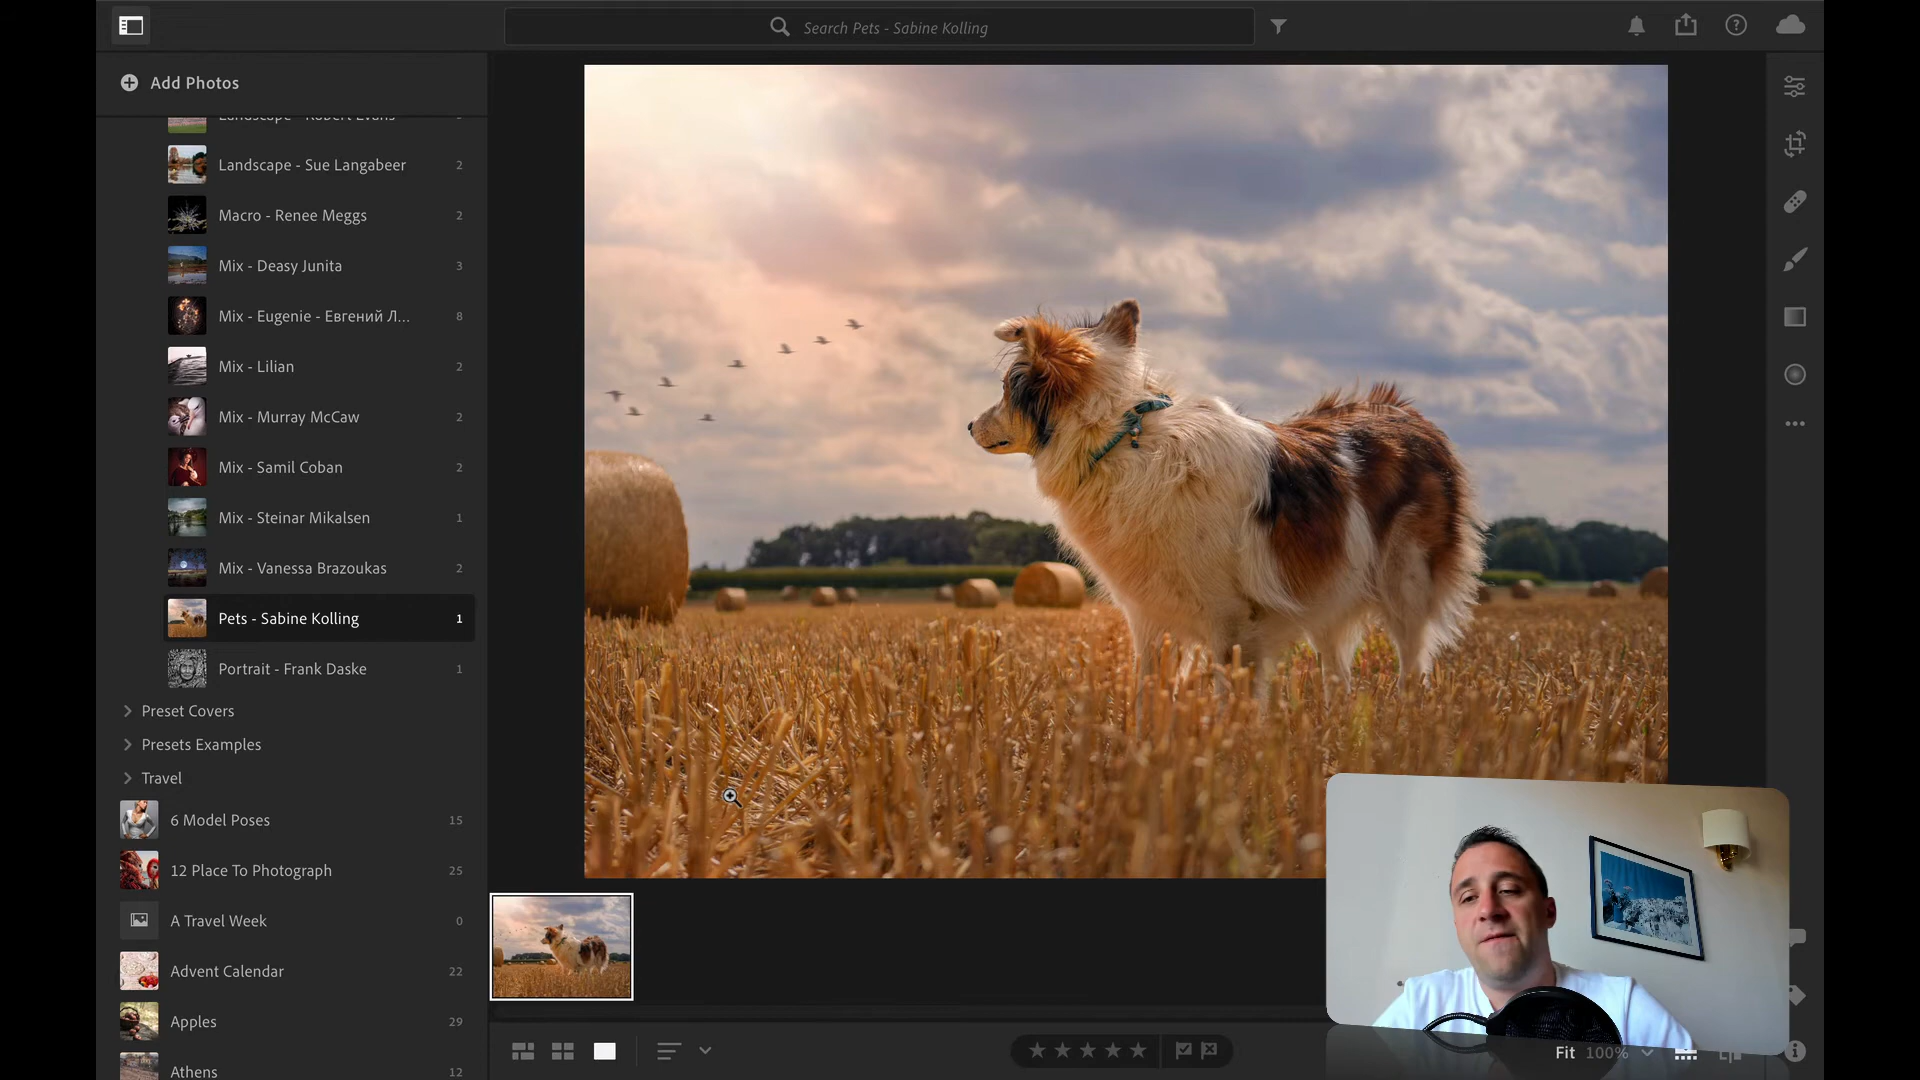 Search Pets - Sabine Kolling
Add Photos
Landscape - Robert Evans
Landscape - Sue Langabeer 2
Macro - Renee Meggs 2
Mix - Deasy Junita 3
Mix - Eugenie - Евгений Л... 8
Mix - Lilian 2
Mix - Murray McCaw 2
Mix - Samil Coban 2
Mix - Steinar Mikalsen 1
Mix - Vanessa Brazoukas 2
Pets - Sabine Kolling 1
Portrait - Frank Daske 1
Preset Covers
Presets Examples
Travel
6 Model Poses 15
12 Place To Photograph 25
A Travel Week 0
Advent Calendar 22
Apples 29
Athens 12
Fit 100%